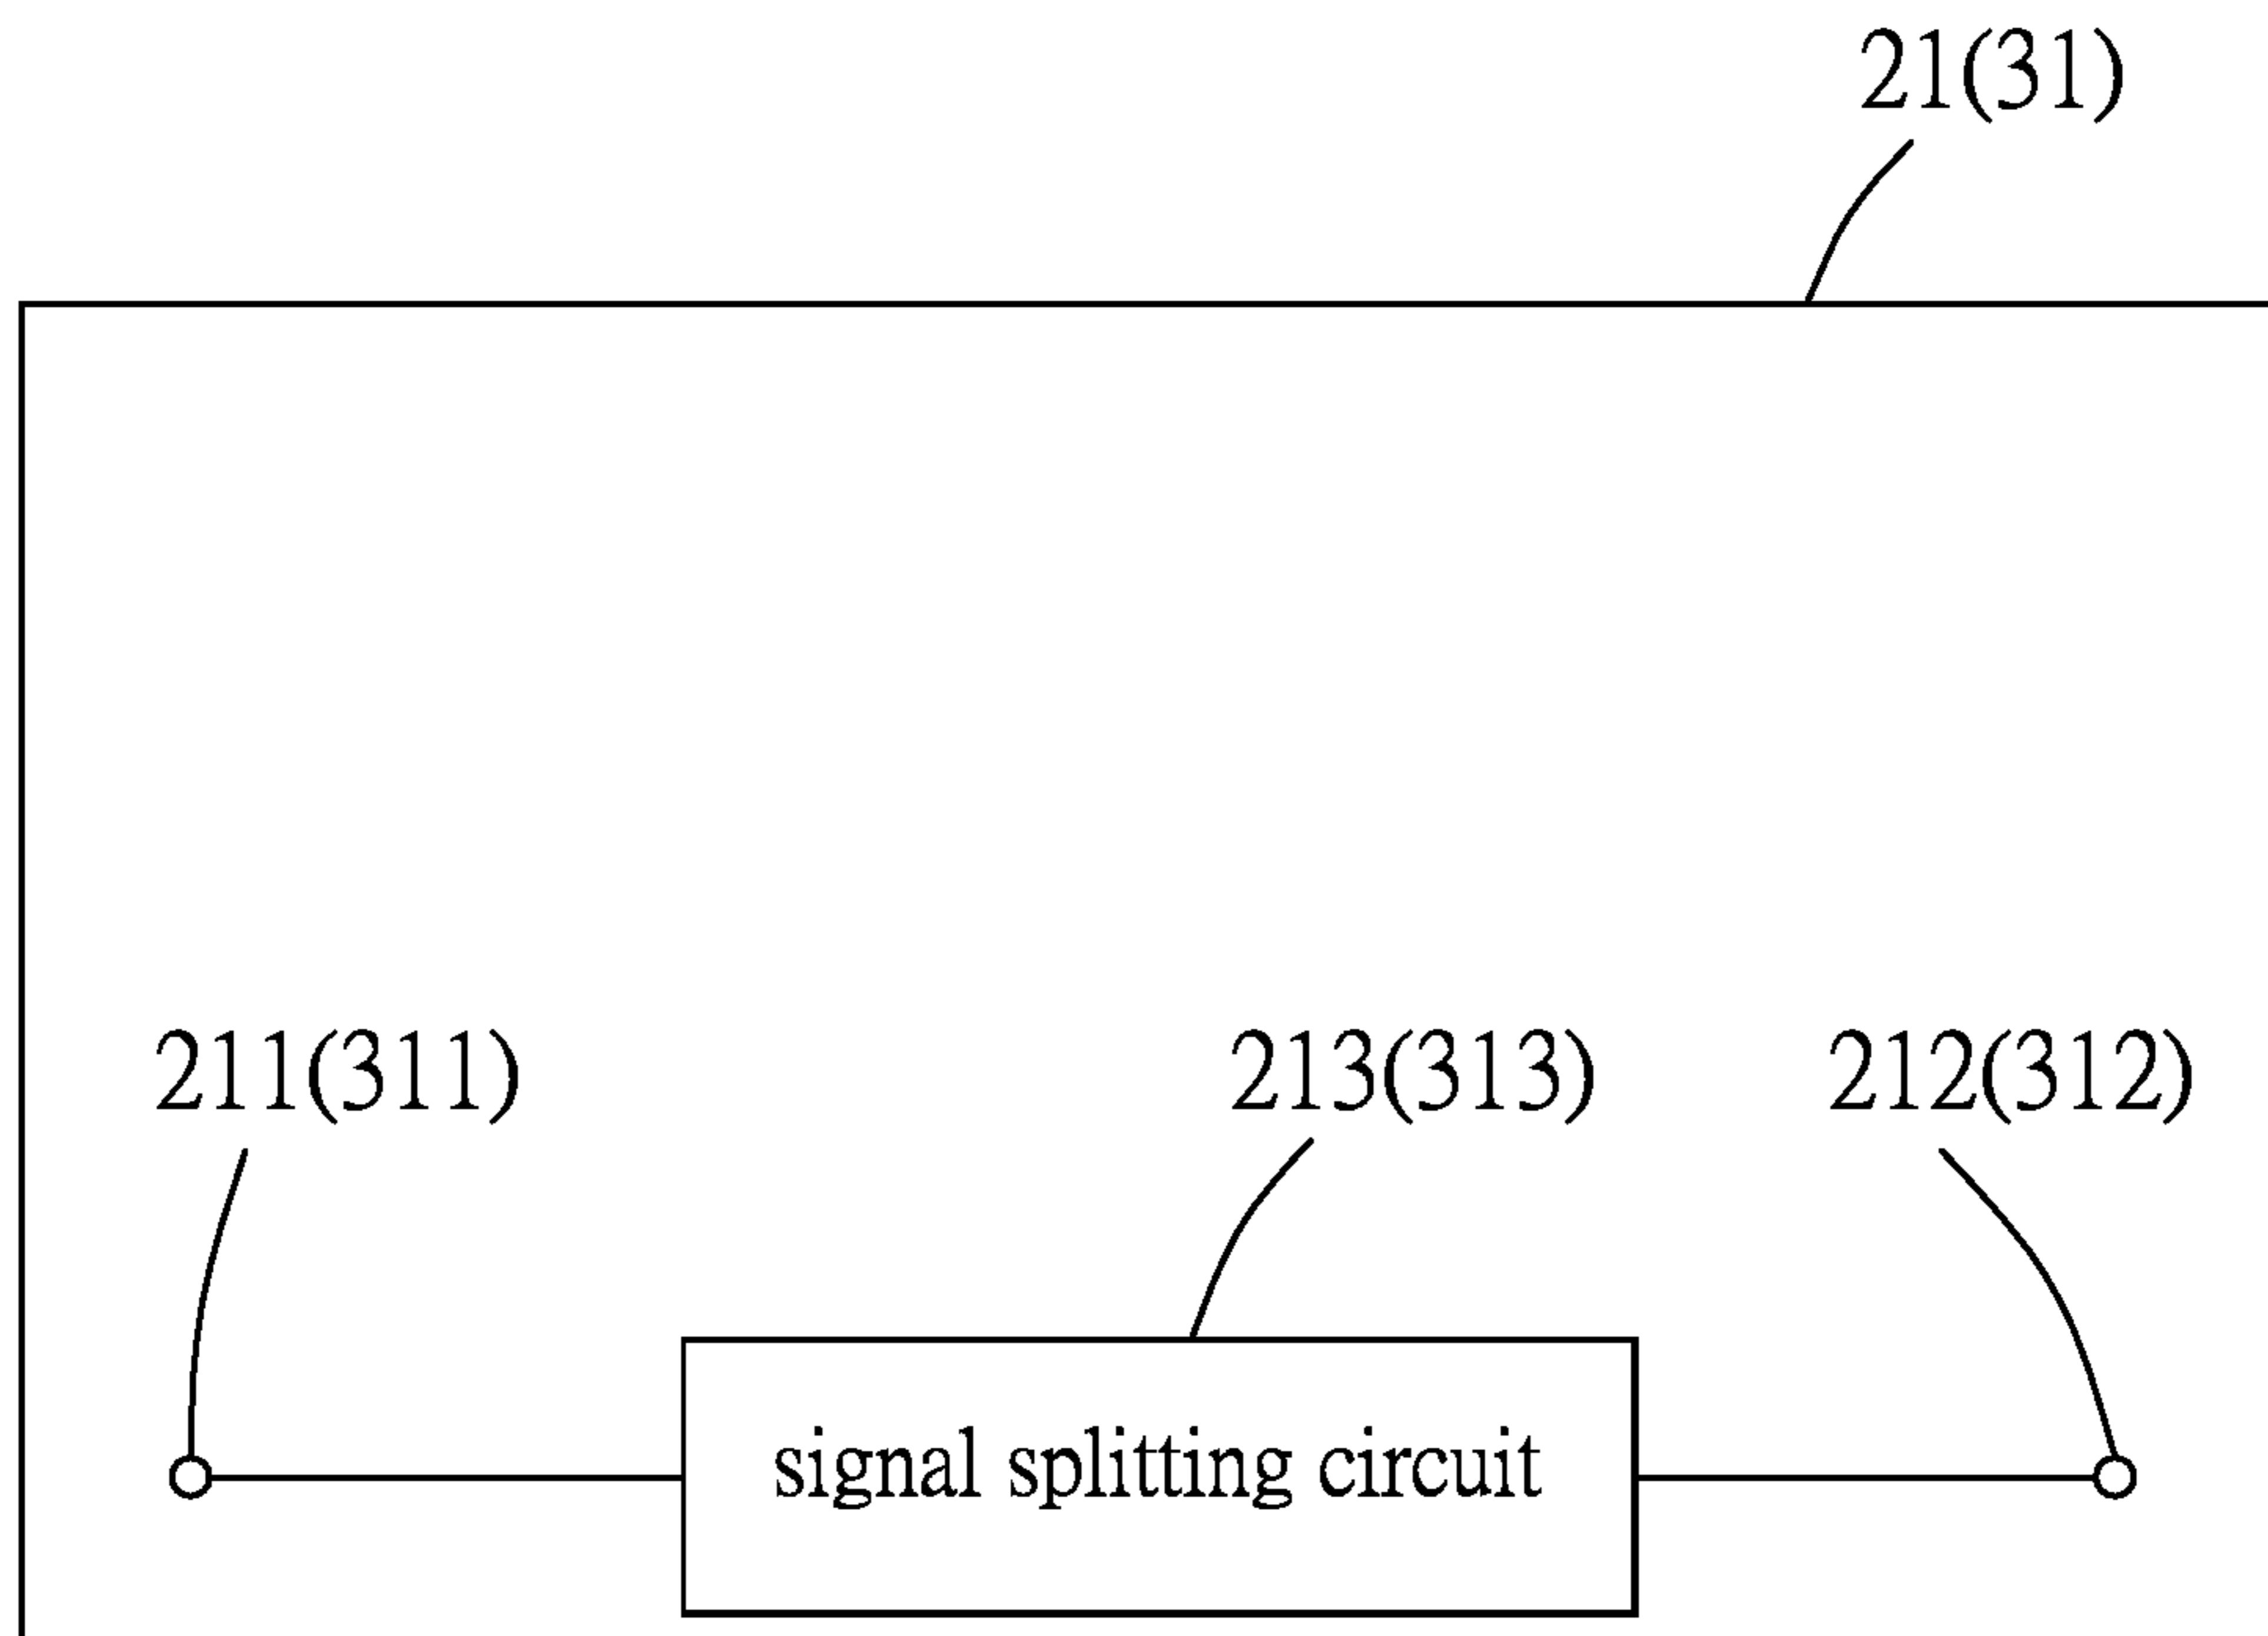 21(31)
211(311)
213(313)
212(312)
signal splitting circuit